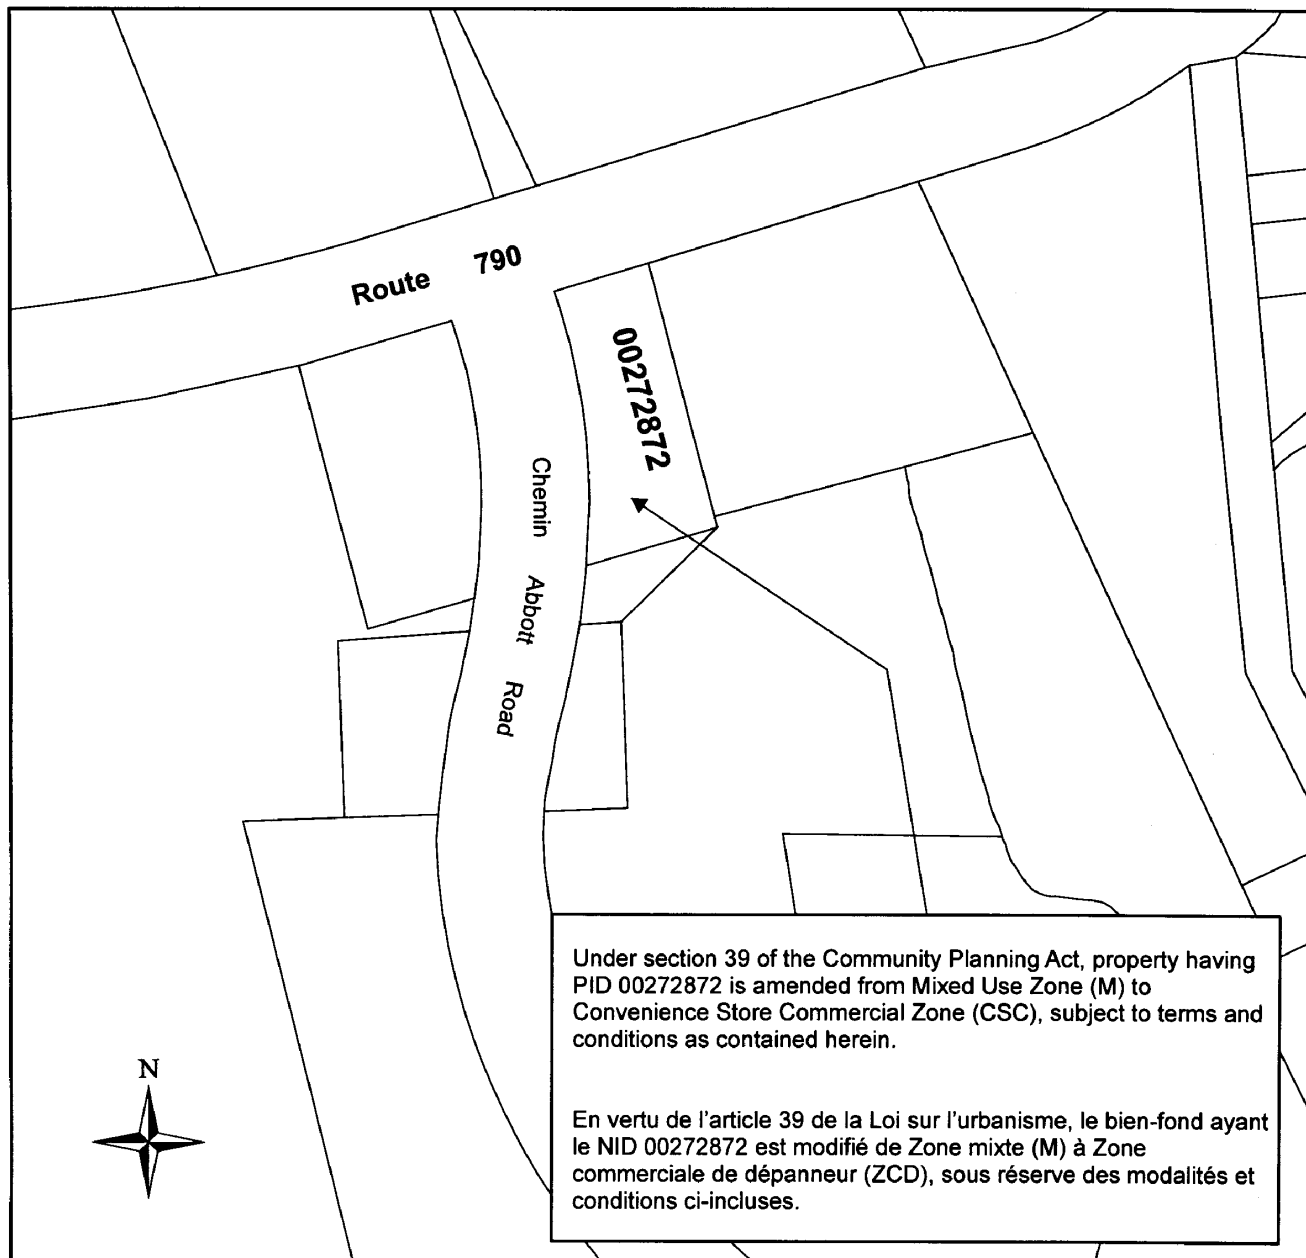 Route 790
00272872
Chemin Abbott Road
Under section 39 of the Community Planning Act, property having
PID 00272872 is amended from Mixed Use Zone (M) to
Convenience Store Commercial Zone (CSC), subject to terms and
conditions as contained herein.
En vertu de l'article 39 de la Loi sur l'urbanisme, le bien-fond ayant
le NID 00272872 est modifié de Zone mixte (M) à Zone
commerciale de dépanneur (ZCD), sous réserve des modalités et
conditions ci-incluses.
N